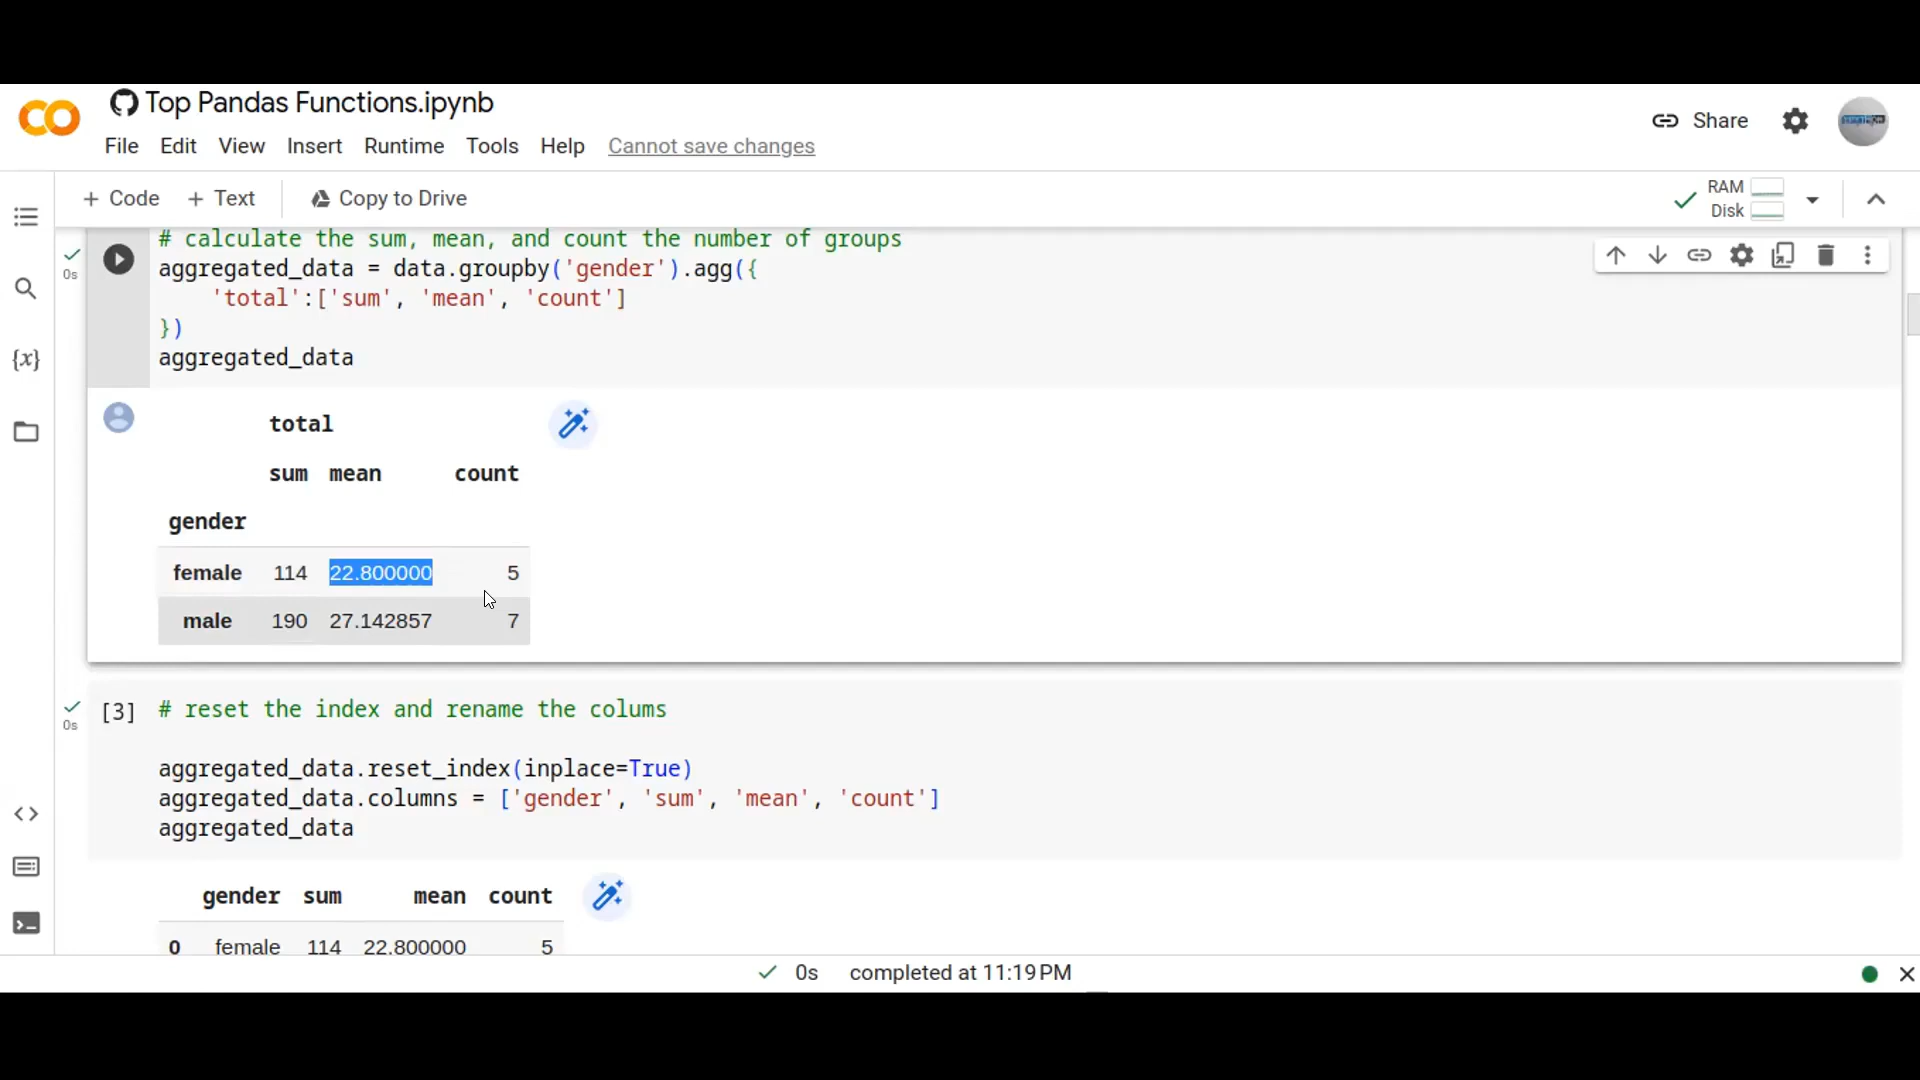 Top Pandas Functions.ipynb
File Edit View Insert Runtime Tools Help Cannot save changes
Share
+ Code + Text Copy to Drive
RAM
Disk
0s
# calculate the sum, mean, and count the number of groups
aggregated_data = data.groupby('gender').agg({
'total':['sum', 'mean', 'count']
})
aggregated_data
total
sum mean count
gender
female 114 22.800000 5
male 190 27.142857 7
0s
[3] # reset the index and rename the colums
aggregated_data.reset_index(inplace=True)
aggregated_data.columns = ['gender', 'sum', 'mean', 'count']
aggregated_data
gender sum mean count
0 female 114 22.800000 5
0s completed at 11:19 PM